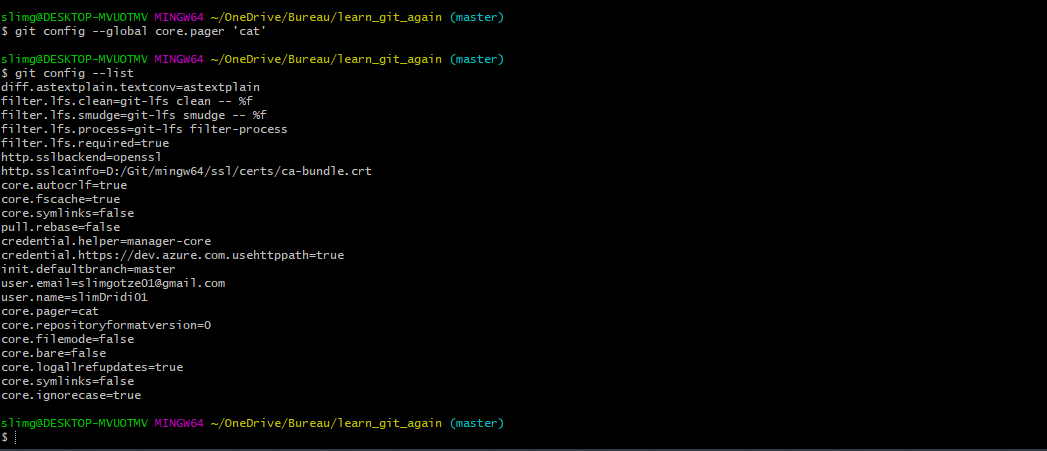 slimg@DESKTOP-MVUOTMV MINGW64 ~/OneDrive/Bureau/learn_git_again (master)
$ git config --global core.pager 'cat'
slimg@DESKTOP-MVUOTMV MINGW64 ~/OneDrive/Bureau/learn_git_again (master)
$ git config --list
diff.astextplain.textconv=astextplain
filter.lfs.clean=git-lfs clean -- %f
filter.lfs.smudge=git-lfs smudge -- %f
filter.lfs.process=git-lfs filter-process
filter.lfs.required=true
http.sslbackend=openssl
http.sslcainfo=D:/Git/mingw64/ssl/certs/ca-bundle.crt
core.autocrlf=true
core.fscache=true
core.symlinks=false
pull.rebase=false
credential.helper=manager-core
credential.https://dev.azure.com.usehttppath=true
init.defaultbranch=master
user.email=slimgotze01@gmail.com
user.name=slimDridi01
core.pager=cat
core.repositoryformatversion=0
core.filemode=false
core.bare=false
core.logallrefupdates=true
core.symlinks=false
core.ignorecase=true
slimg@DESKTOP-MVUOTMV MINGW64 ~/OneDrive/Bureau/learn_git_again (master)
$